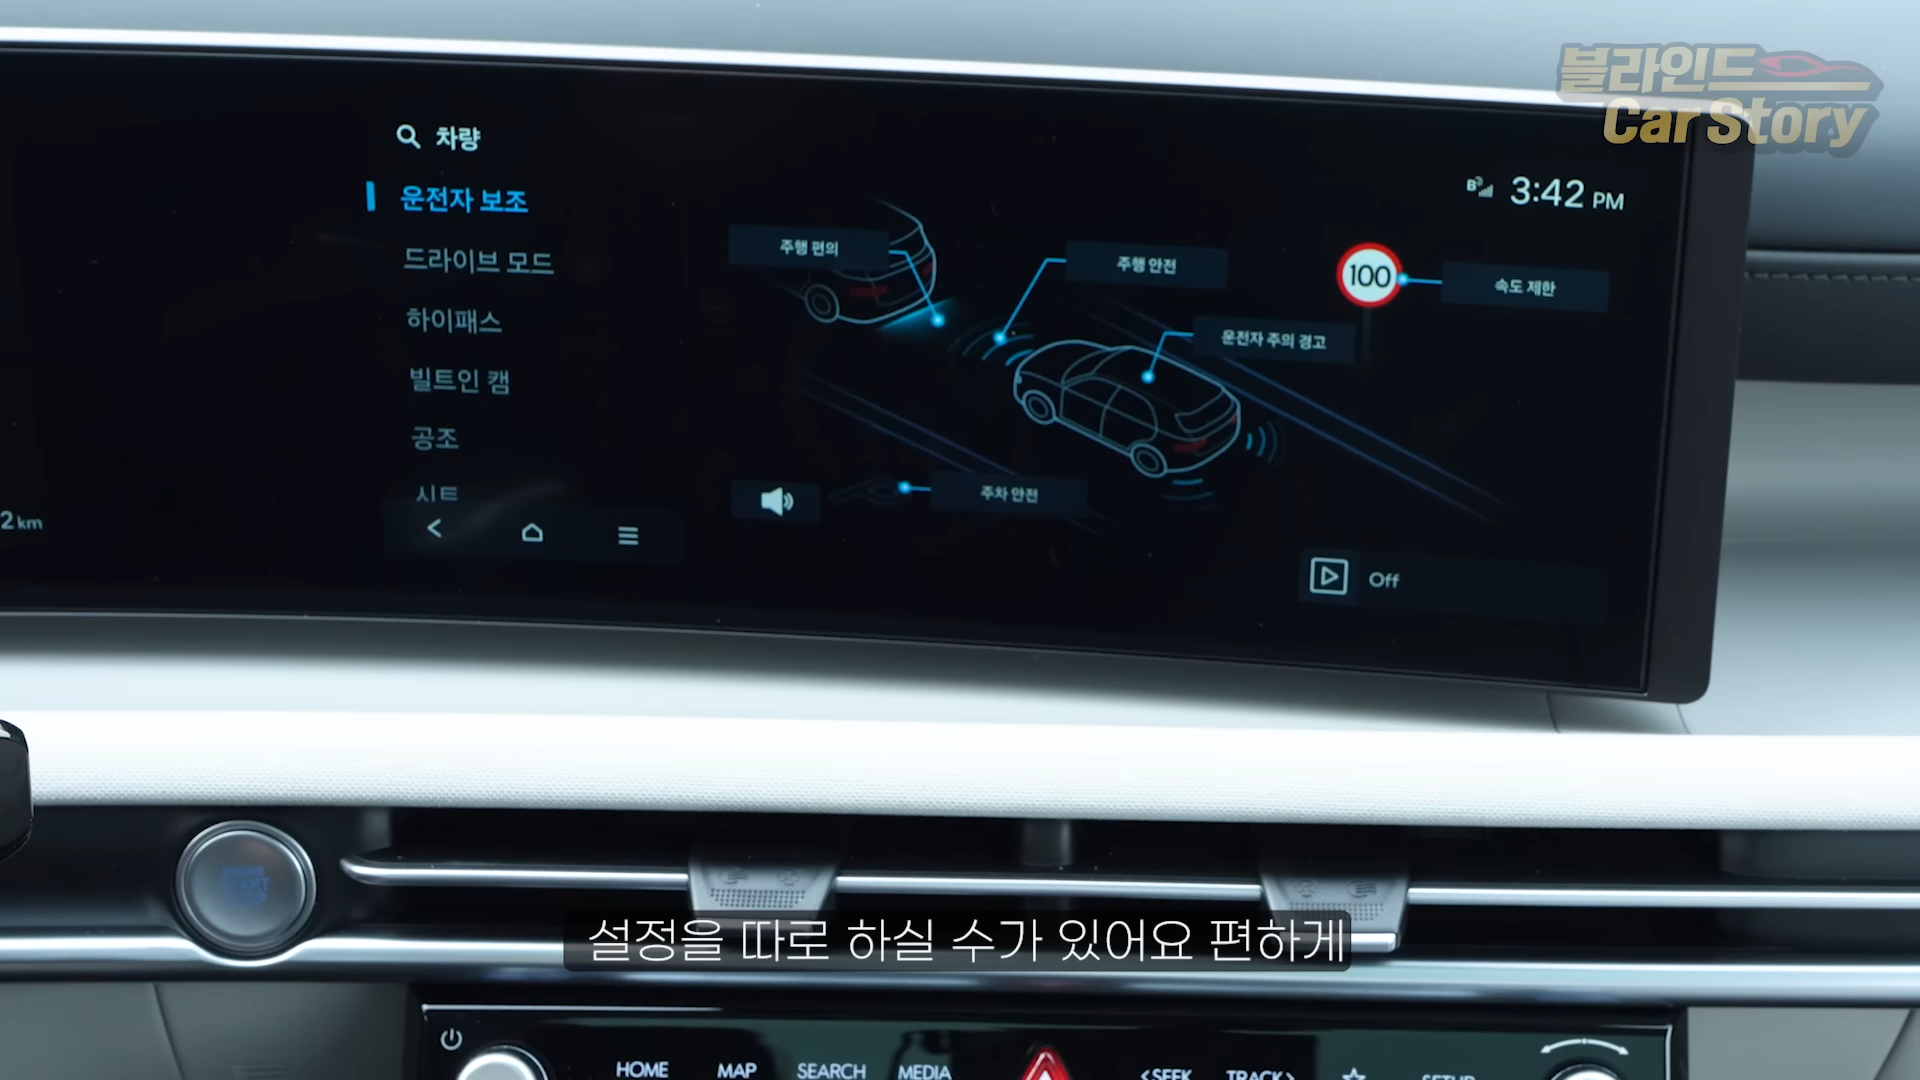 블라인드
Car Story
차량
운전자 보조
드라이브 모드
하이패스
빌트인 캠
공조
시트
3:42 PM
주행 편의
주행 안전
100
속도 제한
운전자 주의 경고
주차 안전
2 km
Off
START
설정을 따로 하실 수가 있어요 편하게
HOME MAP SEARCH MEDIA <SEEK TRACK> SETUP